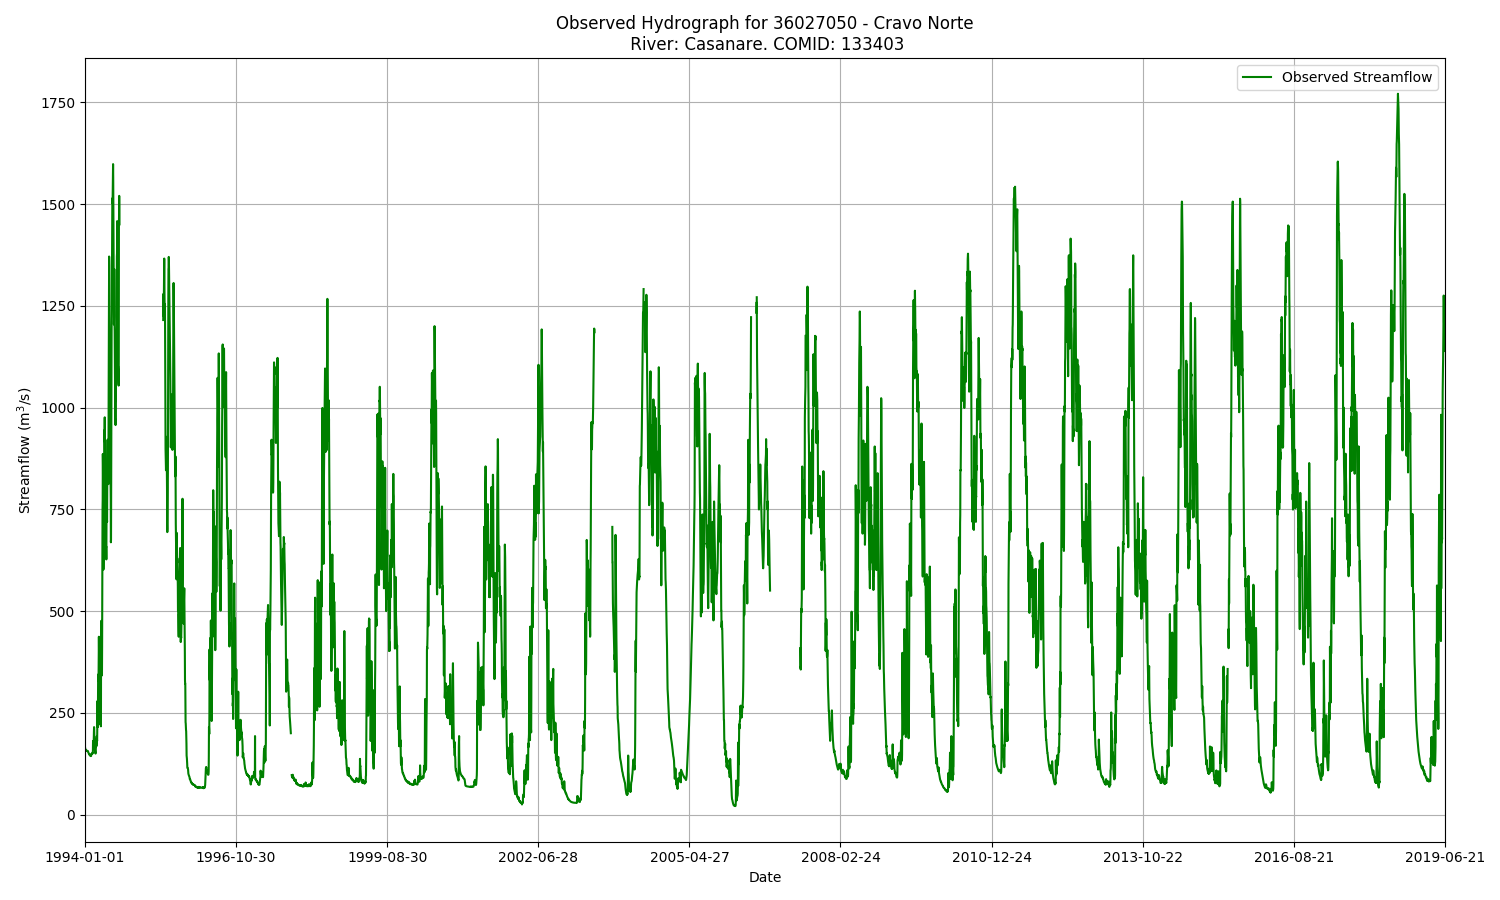 Observed Hydrograph for 36027050 - Cravo Norte
River: Casanare. COMID: 133403
Observed Streamflow
Streamflow (m³/s)
1750
1500
1250
1000
750
500
250
0
1994-01-01 1996-10-30 1999-08-30 2002-06-28 2005-04-27 2008-02-24 2010-12-24 2013-10-22 2016-08-21 2019-06-21
Date